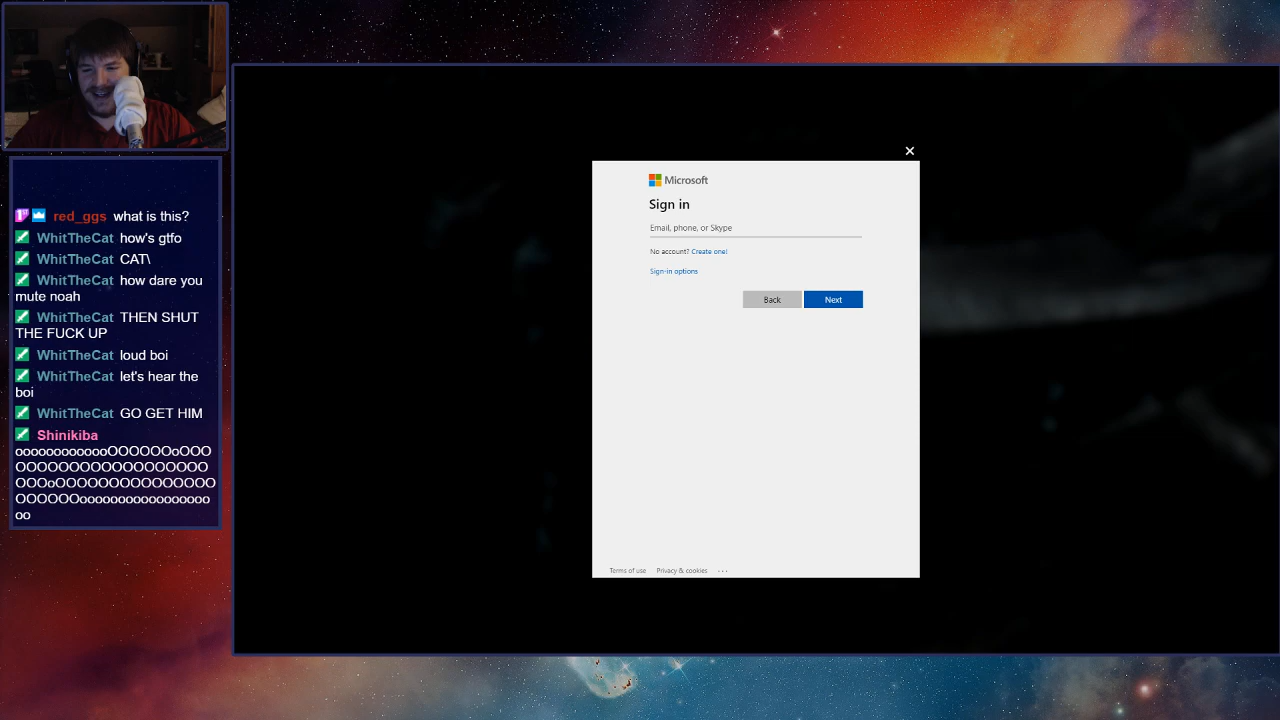 red_ggs what is this?
WhitTheCat how's gtfo
WhitTheCat CAT\
WhitTheCat how dare you
mute noah
WhitTheCat THEN SHUT
THE FUCK UP
WhitTheCat loud boi
WhitTheCat let's hear the
boi
WhitTheCat GO GET HIM
Shinikiba
ooooooooooooOOOOOOoOOO
OOOOOOOOOOOOOOOOOOO
OOOoOOOOOOOOOOOOOOOO
OOOOOOooooooooooooooooo
oo
Microsoft
Sign in
Email, phone, or Skype
No account? Create one!
Sign-in options
Back Next
Terms of use Privacy & cookies ...